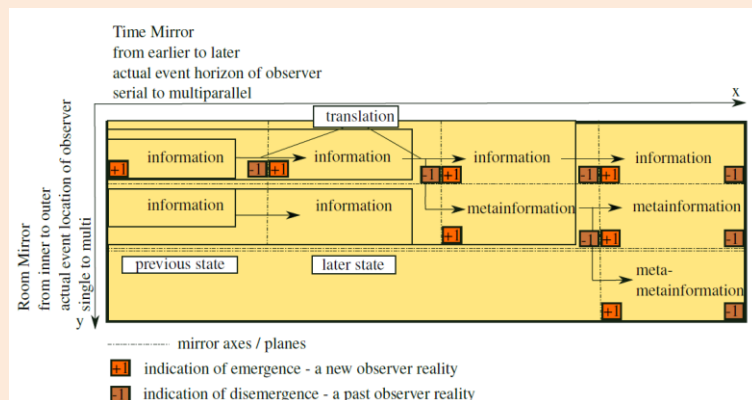 Time Mirror
from earlier to later
actual event horizon of observer
serial to multiparallel
x
translation
information
information
information
information
+1
-1
+1
-1
+1
-1
+1
-1
information
information
metainformation
metainformation
+1
-1
+1
-1
previous state
later state
meta-
metainformation
+1
-1
Room Mirror
from inner to outer
actual event location of observer
single to multi
y
mirror axes / planes
+1 indication of emergence - a new observer reality
-1 indication of disemergence - a past observer reality